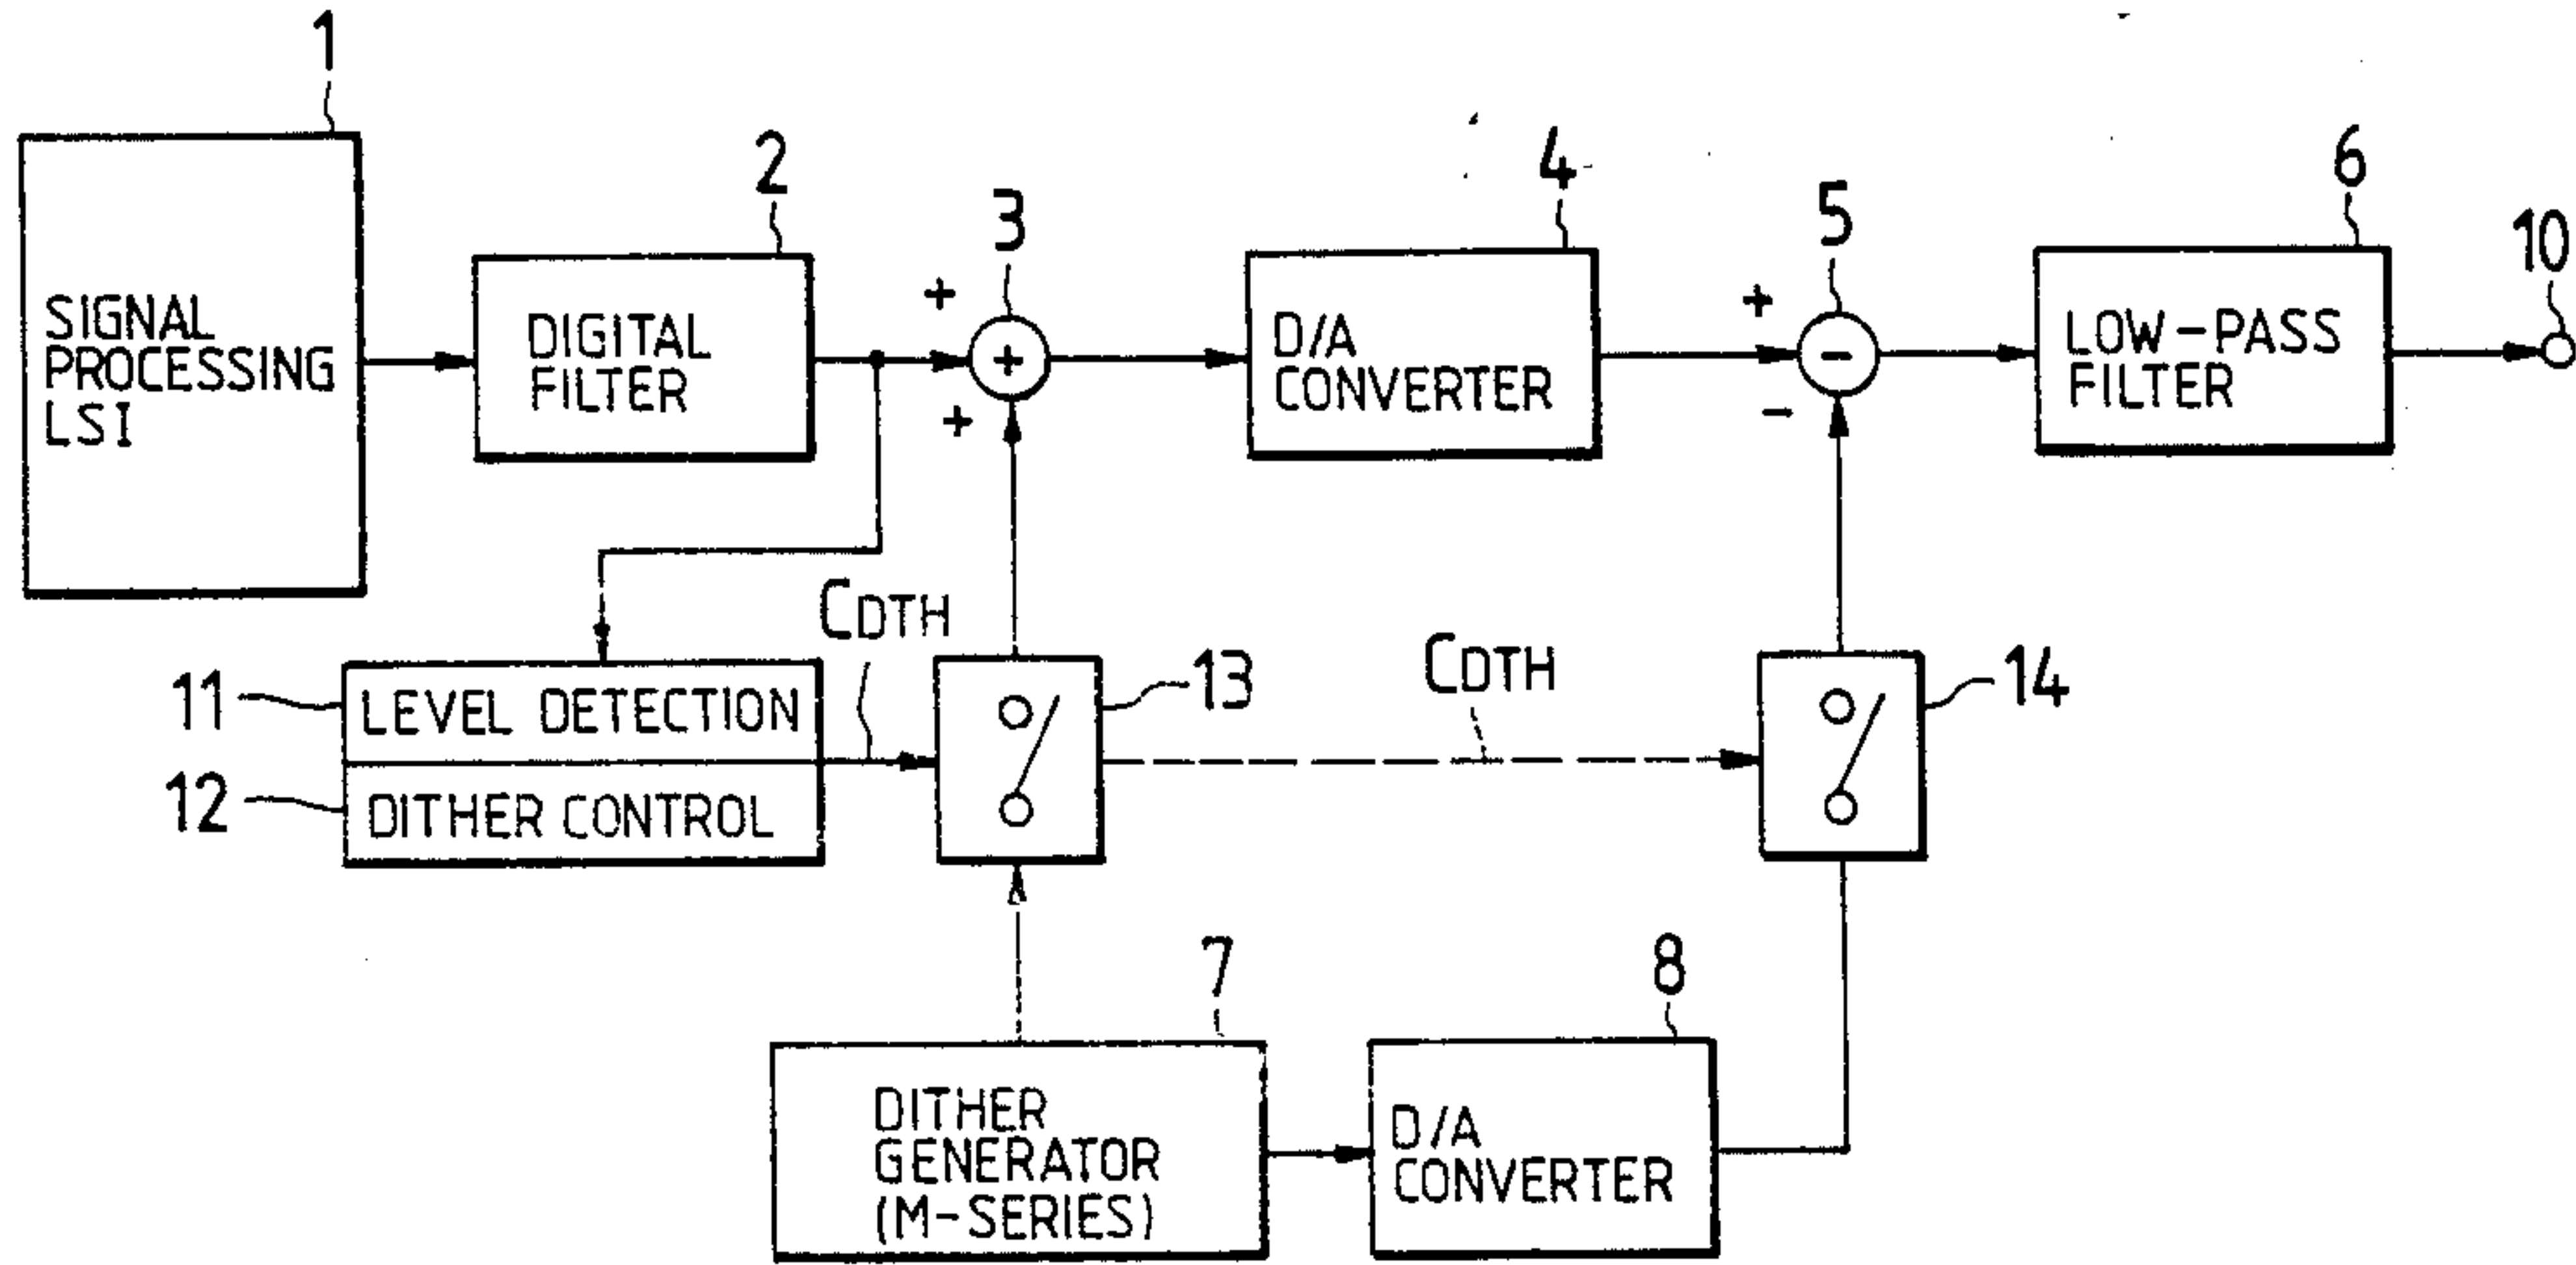 1
SIGNAL
PROCESSING
LSI
2
DIGITAL
FILTER
3
+
+
+
4
D/A
CONVERTER
5
+
-
-
6
LOW-PASS
FILTER
10
11
LEVEL DETECTION
12
DITHER CONTROL
CDTH
13
CDTH
14
7
DITHER
GENERATOR
(M-SERIES)
8
D/A
CONVERTER